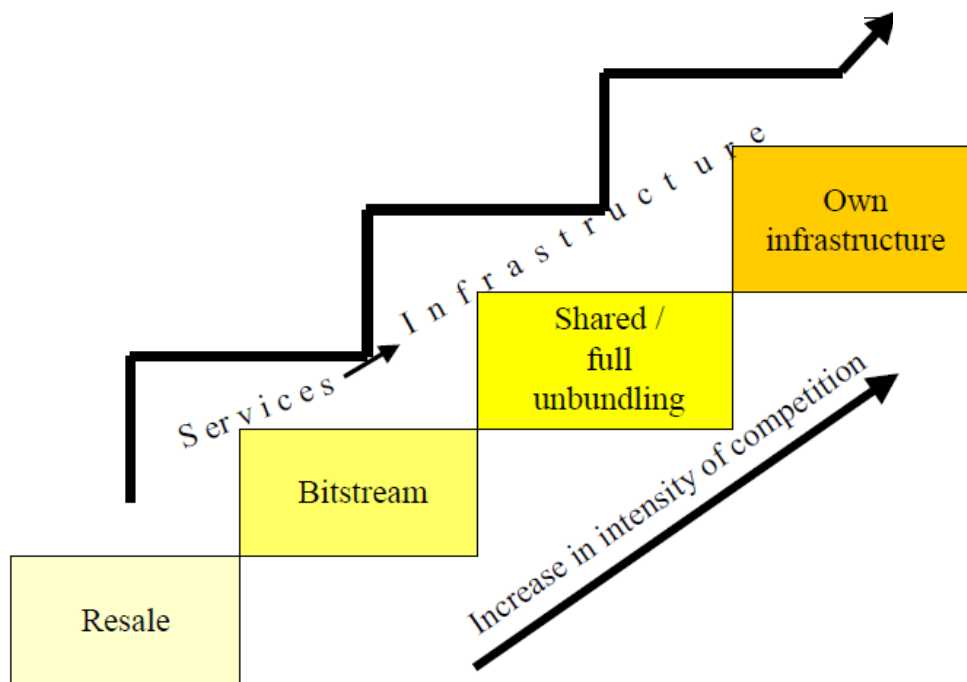 Services → Infrastructure
Own
infrastructure
Shared /
full
unbundling
Bitstream
Resale
Increase in intensity of competition